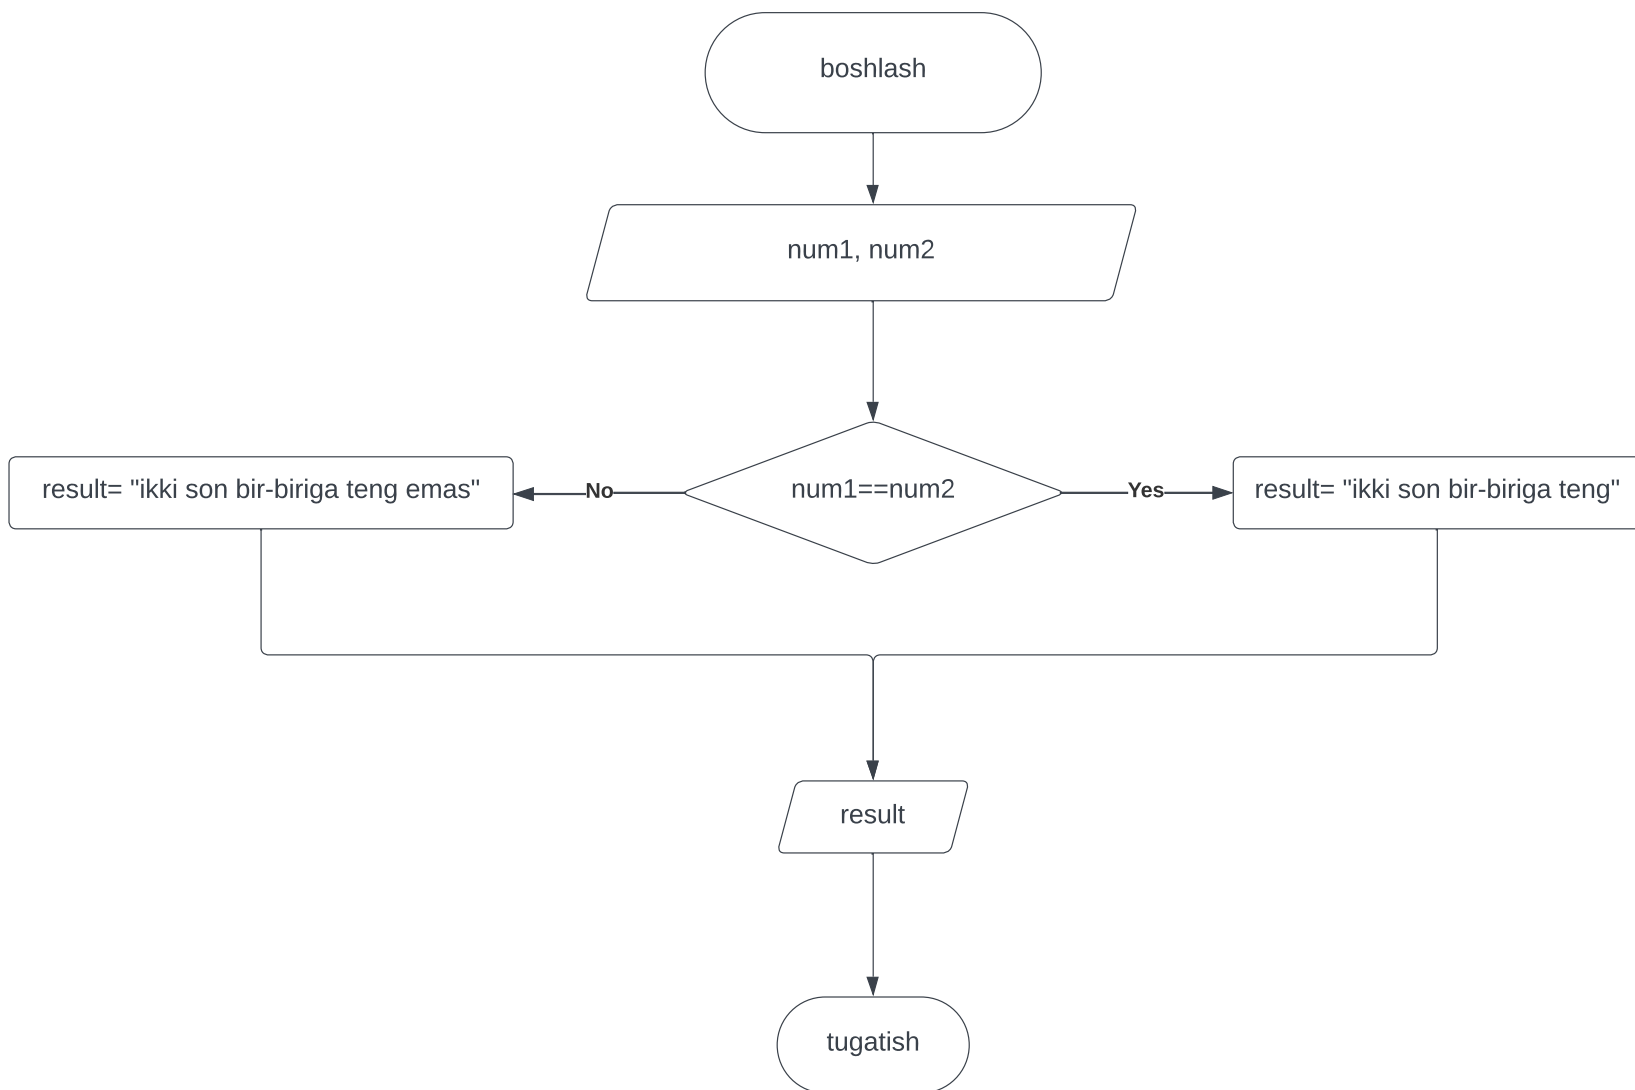 boshlash
num1, num2
num1==num2
No
Yes
result= "ikki son bir-biriga teng emas"
result= "ikki son bir-biriga teng"
result
tugatish